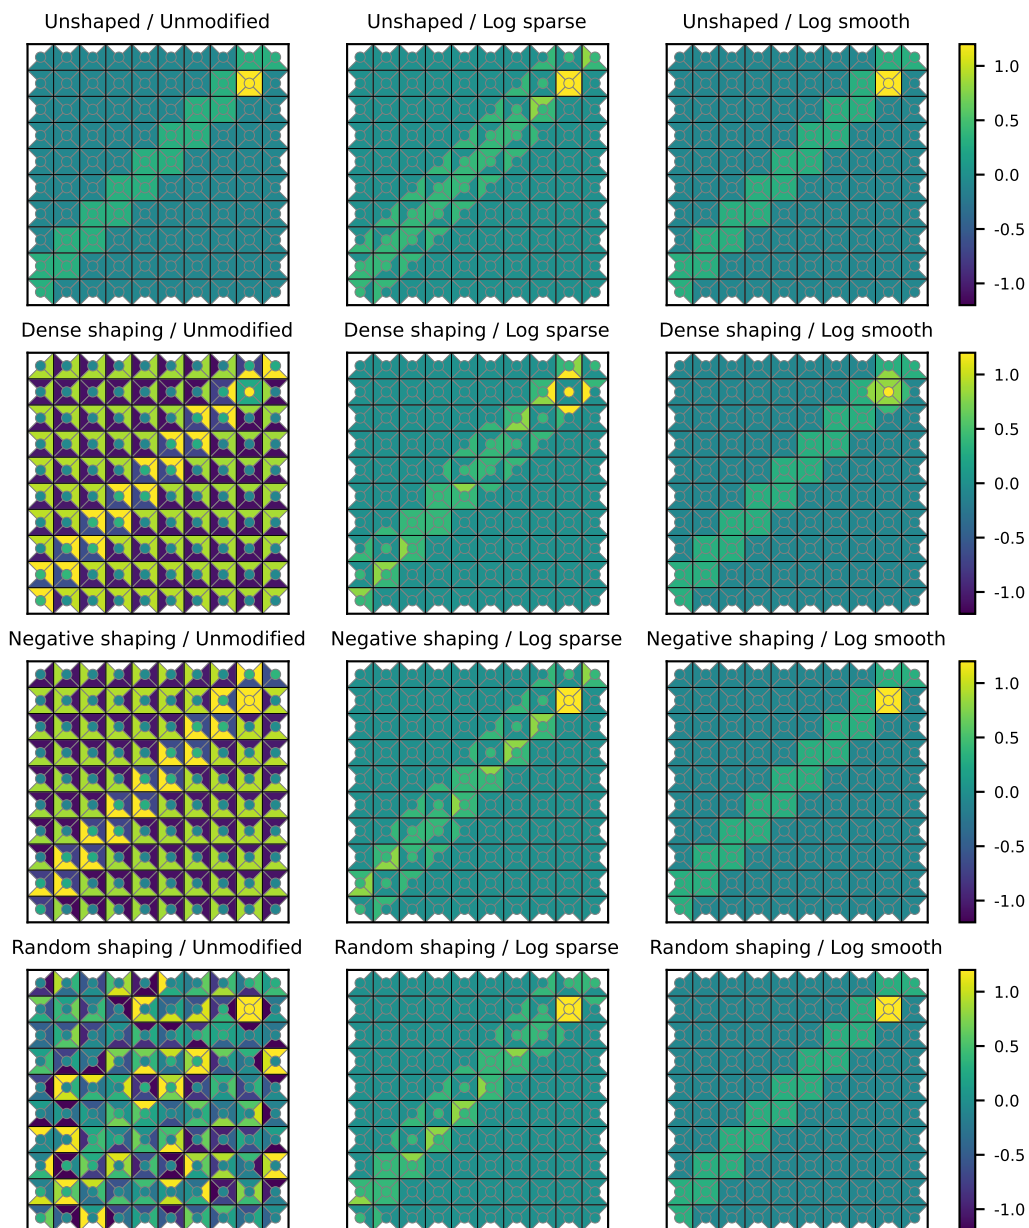 Unshaped / Unmodified
Unshaped / Log sparse
Unshaped / Log smooth
1.0
0.5
0.0
-0.5
-1.0
Dense shaping / Unmodified
Dense shaping / Log sparse
Dense shaping / Log smooth
1.0
0.5
0.0
-0.5
-1.0
Negative shaping / Unmodified
Negative shaping / Log sparse
Negative shaping / Log smooth
1.0
0.5
0.0
-0.5
-1.0
Random shaping / Unmodified
Random shaping / Log sparse
Random shaping / Log smooth
1.0
0.5
0.0
-0.5
-1.0